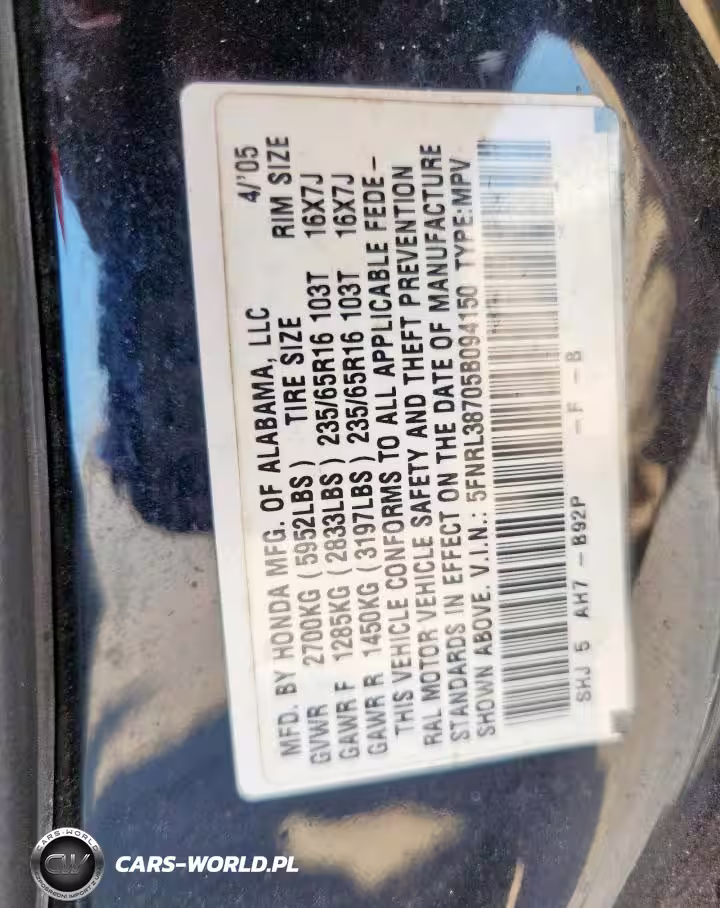 MFD. BY HONDA MFG. OF ALABAMA, LLC 4/'05
GVWR 2700KG (5952LBS) TIRE SIZE RIM SIZE
GAWR F 1285KG (2833LBS) 235/65R16 103T 16X7J
GAWR R 1450KG (3197LBS) 235/65R16 103T 16X7J
THIS VEHICLE CONFORMS TO ALL APPLICABLE FEDE-
RAL MOTOR VEHICLE SAFETY AND THEFT PREVENTION
STANDARDS IN EFFECT ON THE DATE OF MANUFACTURE
SHOWN ABOVE. V.I.N.: 5FNRL38705B094150 TYPE:MPV
SHJ 5 AH7 - B92P - F - B
CARS-WORLD
CW
CARS-WORLD.PL